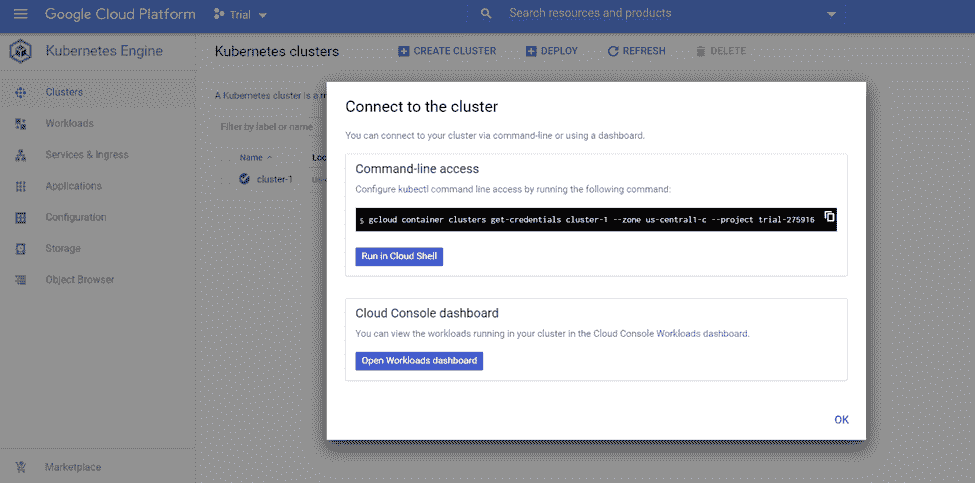 Google Cloud Platform Trial Search resources and products
Kubernetes Engine Kubernetes clusters CREATE CLUSTER DEPLOY REFRESH DELETE
Clusters
Workloads
Services & Ingress
Applications
Configuration
Storage
Object Browser
Marketplace
A Kubernetes cluster is a
Filter by label or name
Name
cluster-1
Connect to the cluster
You can connect to your cluster via command-line or using a dashboard.
Command-line access
Configure kubectl command line access by running the following command:
$ gcloud container clusters get-credentials cluster-1 --zone us-central1-c --project trial-275916
Run in Cloud Shell
Cloud Console dashboard
You can view the workloads running in your cluster in the Cloud Console Workloads dashboard.
Open Workloads dashboard
OK